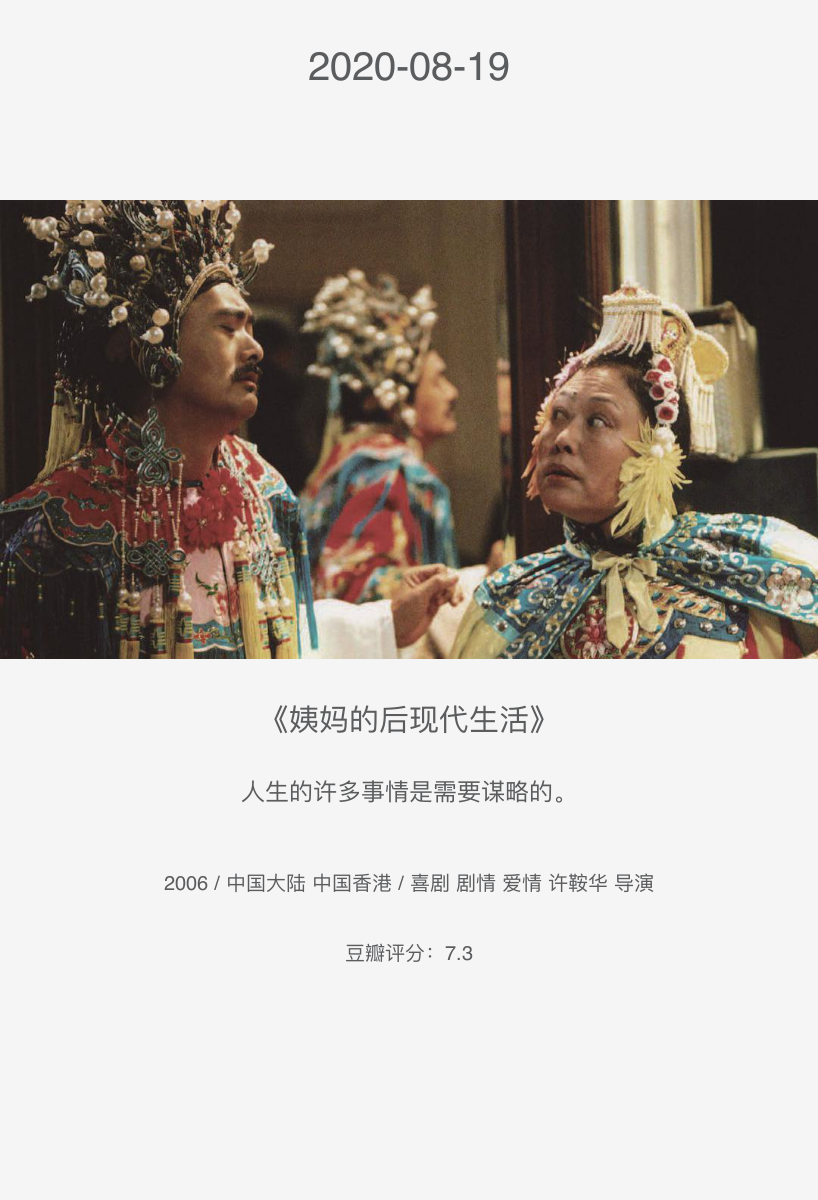 2020-08-19
《姨妈的后现代生活》
人生的许多事情是需要谋略的。
2006 / 中国大陆 中国香港 / 喜剧 剧情 爱情 许鞍华 导演
豆瓣评分：7.3